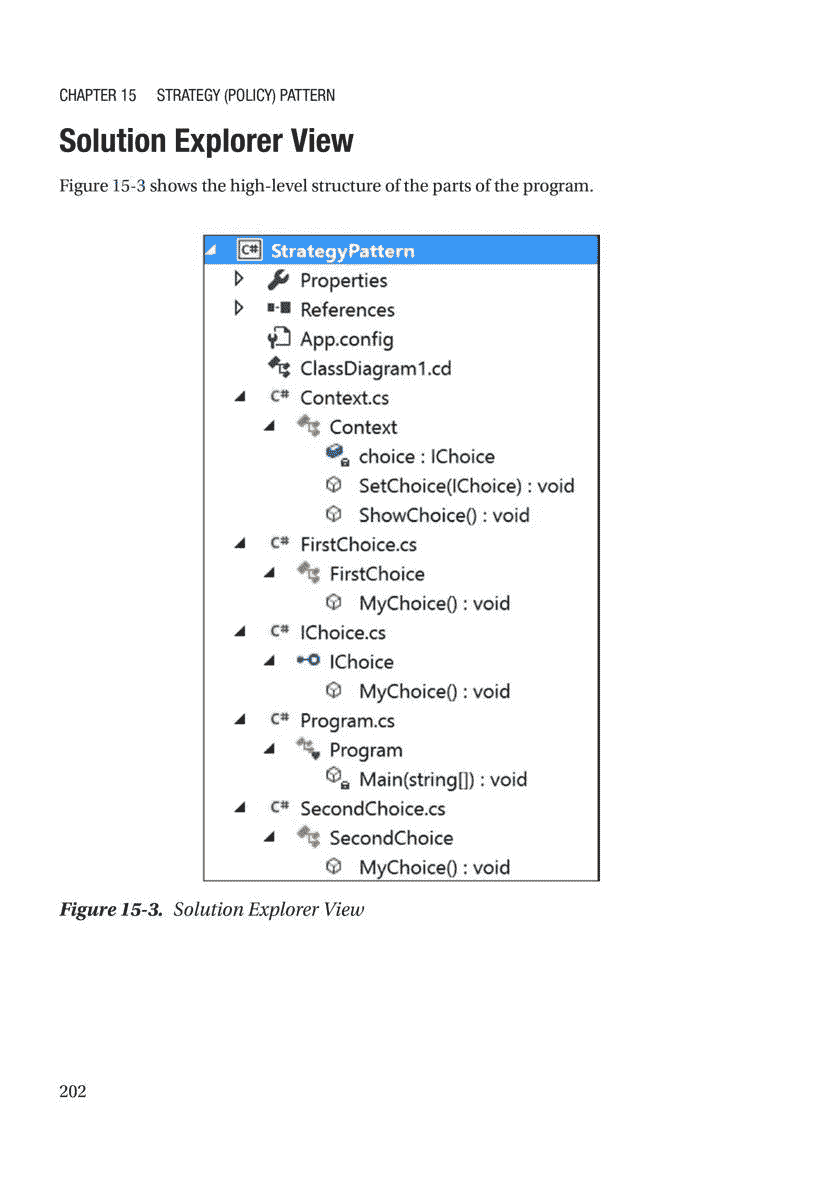 CHAPTER 15 STRATEGY (POLICY) PATTERN
Solution Explorer View
Figure 15-3 shows the high-level structure of the parts of the program.
C# StrategyPattern
Properties
References
App.config
ClassDiagram1.cd
C# Context.cs
Context
choice : IChoice
SetChoice(IChoice) : void
ShowChoice() : void
C# FirstChoice.cs
FirstChoice
MyChoice() : void
C# IChoice.cs
IChoice
MyChoice() : void
C# Program.cs
Program
Main(string[]) : void
C# SecondChoice.cs
SecondChoice
MyChoice() : void
Figure 15-3. Solution Explorer View
202